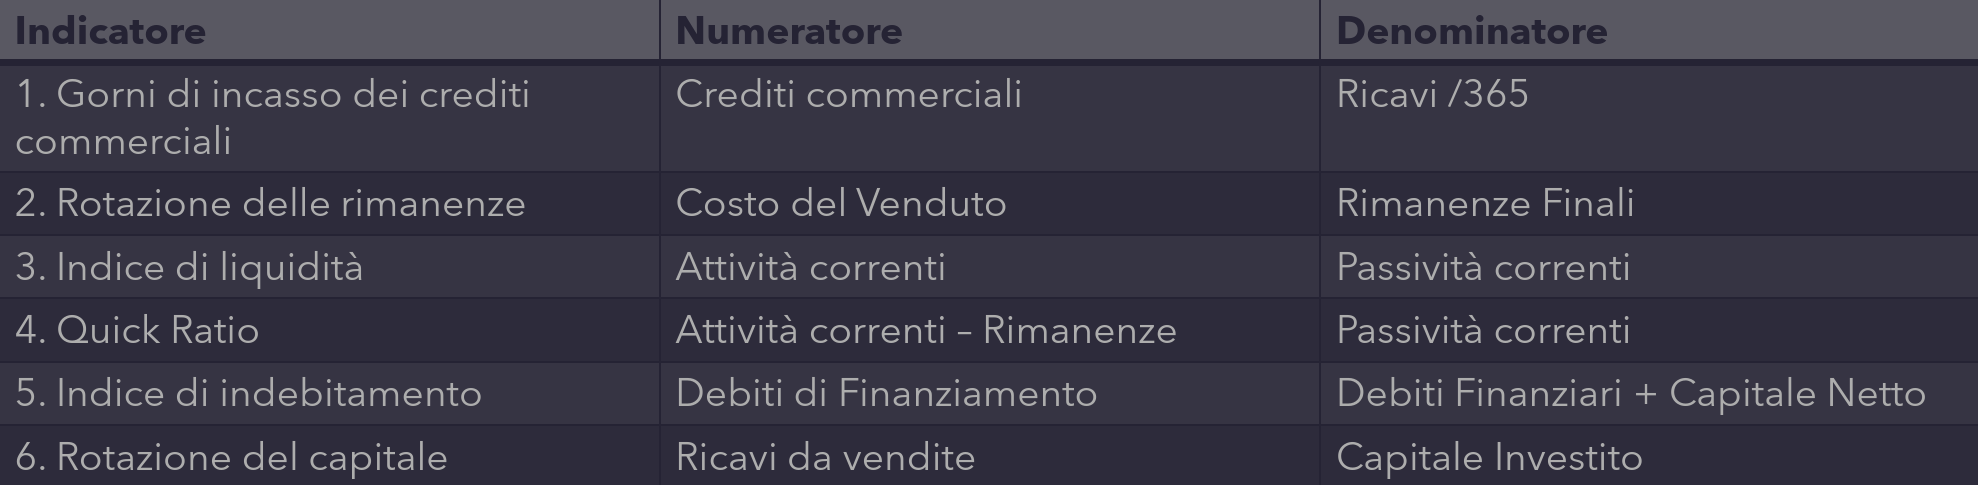 Indicatore Numeratore Denominatore
1. Gorni di incasso dei crediti Crediti commerciali Ricavi /365
commerciali
2. Rotazione delle rimanenze Costo del Venduto Rimanenze Finali
3. Indice di liquidità Attività correnti Passività correnti
4. Quick Ratio Attività correnti – Rimanenze Passività correnti
5. Indice di indebitamento Debiti di Finanziamento Debiti Finanziari + Capitale Netto
6. Rotazione del capitale Ricavi da vendite Capitale Investito